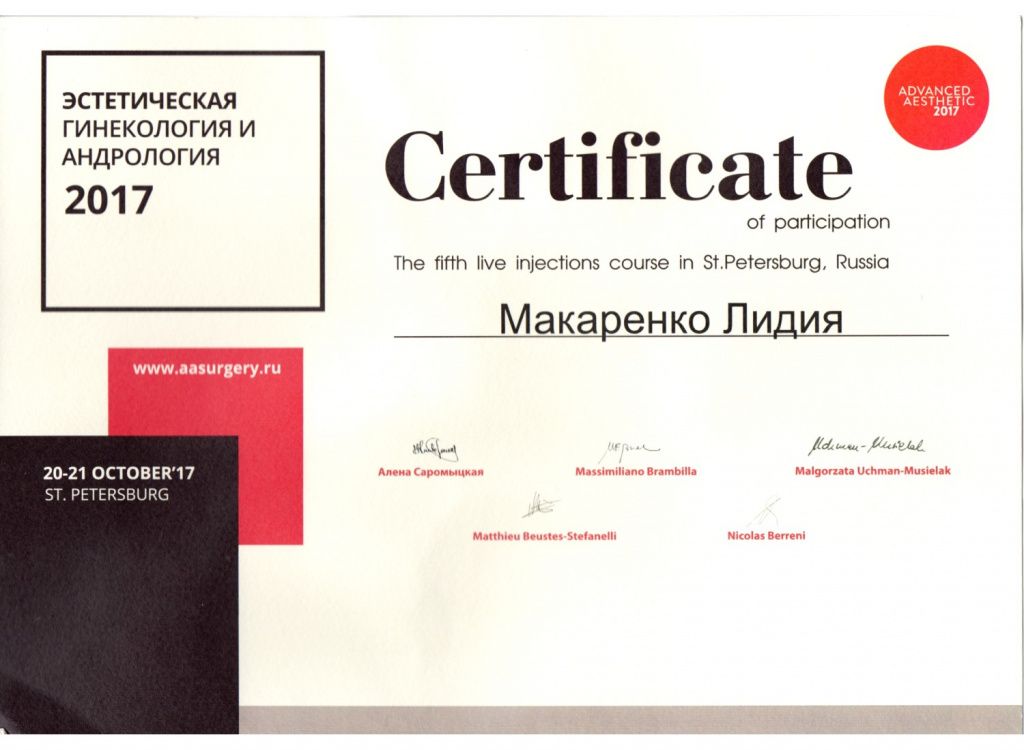 ЭСТЕТИЧЕСКАЯ
ГИНЕКОЛОГИЯ И
АНДРОЛОГИЯ
2017
ADVANCED
AESTHETIC
2017
Certificate
of participation
The fifth live injections course in St.Petersburg, Russia
Макаренко Лидия
www.aasurgery.ru
20-21 OCTOBER'17
ST. PETERSBURG
Алена Саромыцкая
Massimiliano Brambilla
Uchman-Musielak
Malgorzata Uchman-Musielak
Matthieu Beustes-Stefanelli
Nicolas Berreni